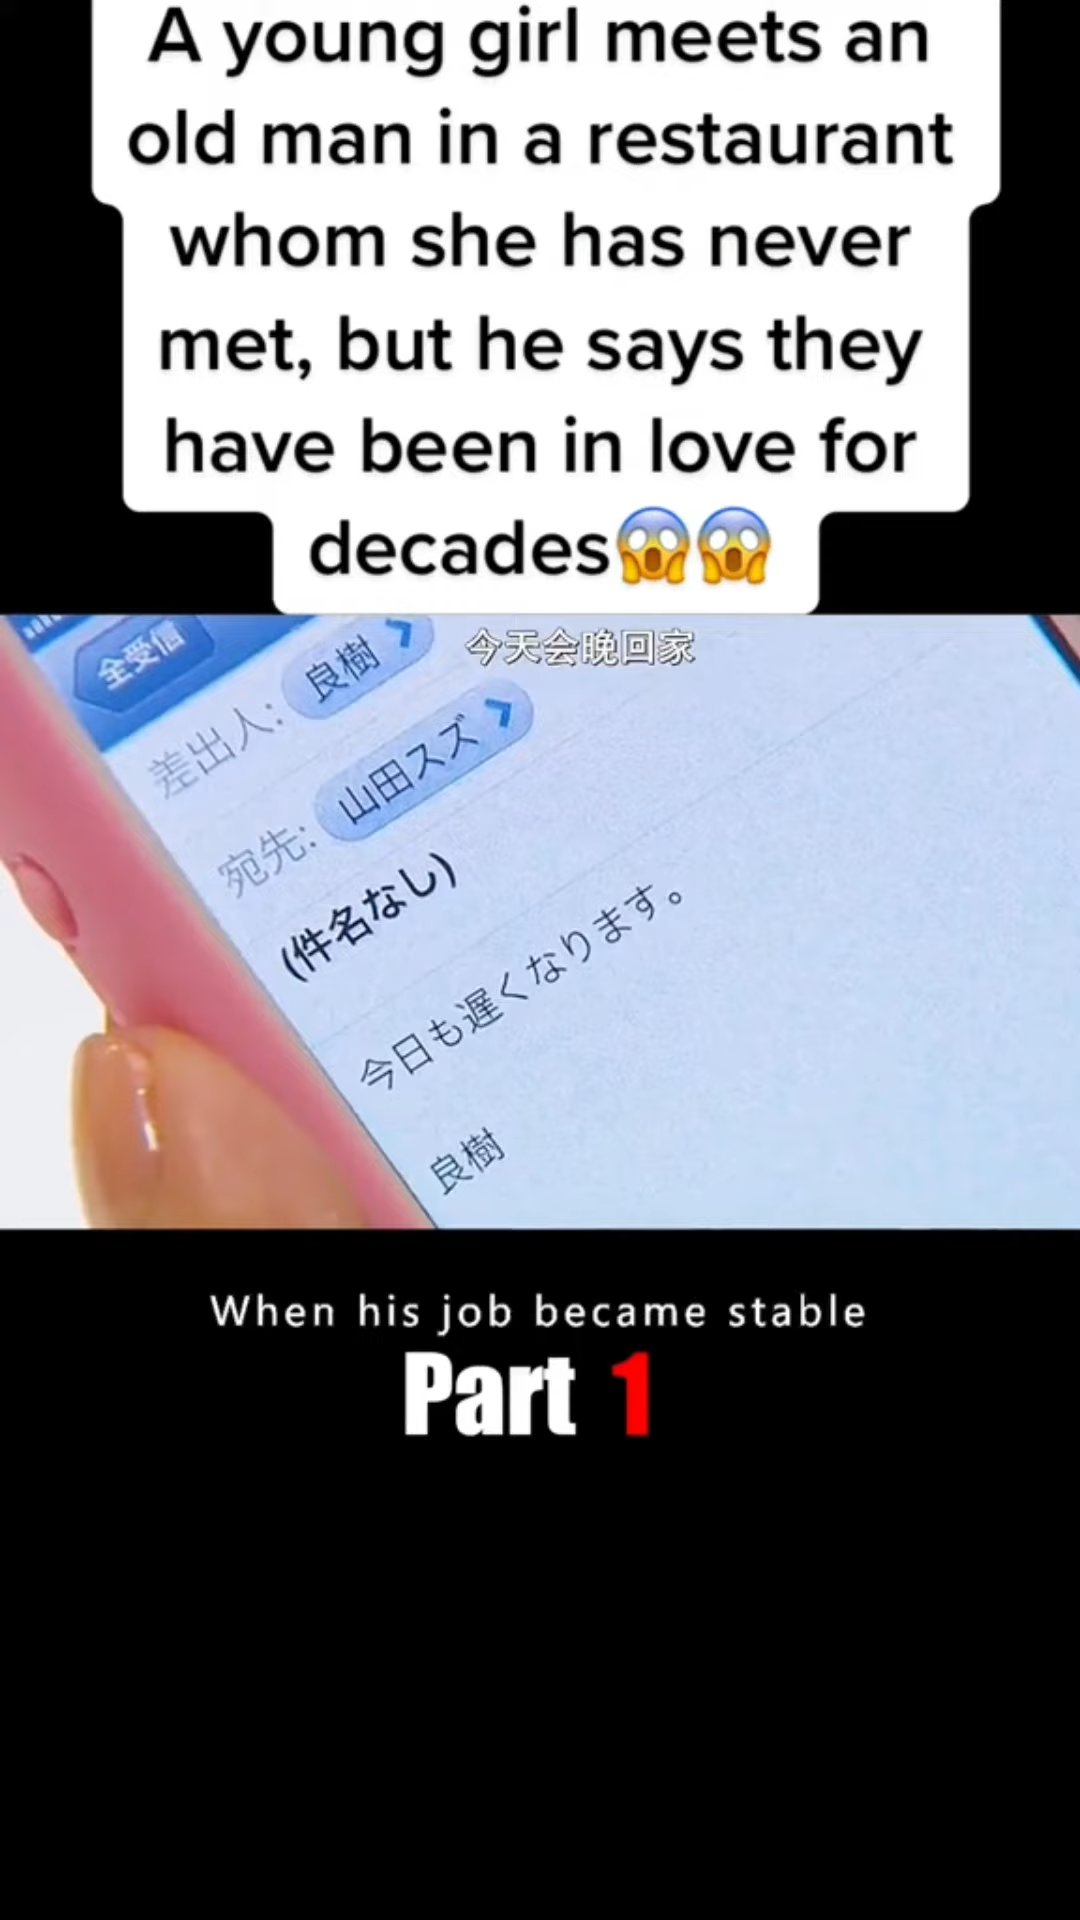 A young girl meets an
old man in a restaurant
whom she has never
met, but he says they
have been in love for
decades😱😱
今天会晚回家
全受信
差出人: 良樹
宛先: 山田スズ
(件名なし)
今日も遅くなります。
良樹
When his job became stable
Part 1